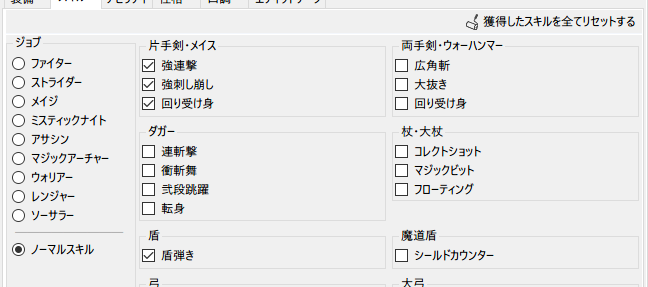 獲得したスキルを全てリセットする
ジョブ
ファイター
ストライダー
メイジ
ミスティックナイト
アサシン
マジックアーチャー
ウォリアー
レンジャー
ソーサラー
ノーマルスキル
片手剣・メイス
強連撃
強刺し崩し
回り受け身
両手剣・ウォーハンマー
広角斬
大抜き
回り受け身
ダガー
連斬撃
衝斬舞
弐段跳躍
転身
杖・大杖
コレクトショット
マジックビット
フローティング
盾
盾弾き
魔道盾
シールドカウンター
弓
大弓